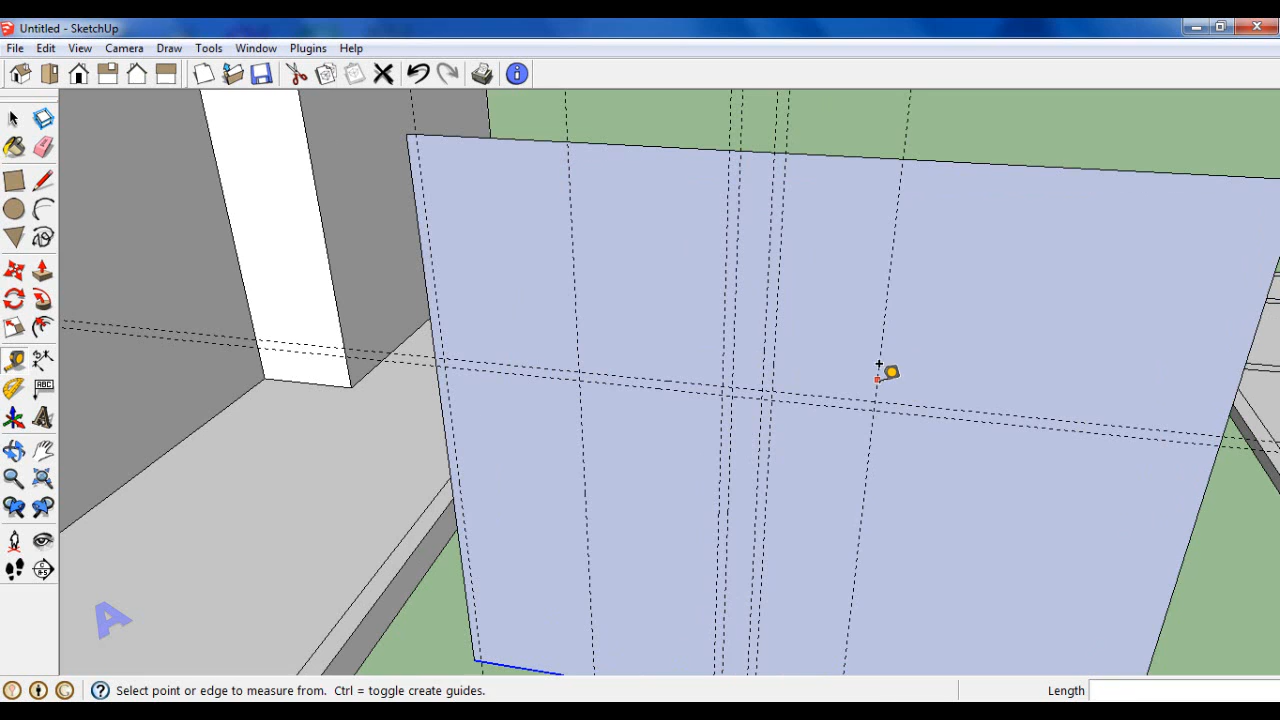 Untitled - SketchUp
File Edit View Camera Draw Tools Window Plugins Help
ABC
A
A
Select point or edge to measure from. Ctrl = toggle create guides.
Length